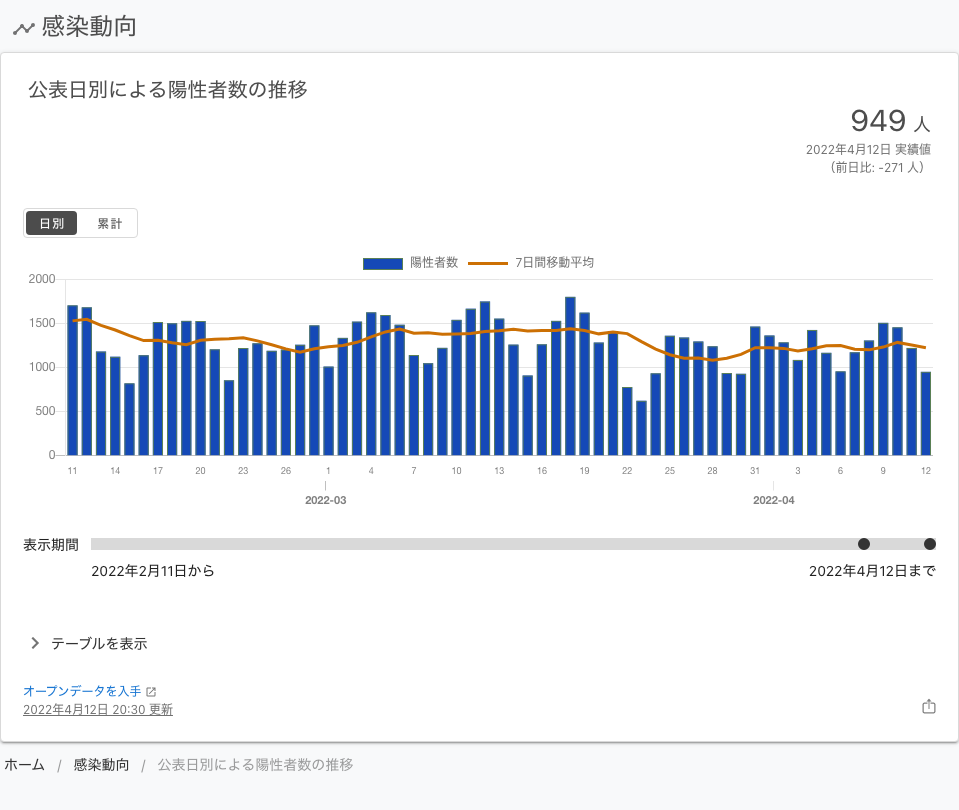 感染動向
公表日別による陽性者数の推移
949 人
2022年4月12日 実績値
（前日比: -271 人）
日別 累計
陽性者数 7日間移動平均
2000
1500
1000
500
0
11 14 17 20 23 26 1 4 7 10 13 16 19 22 25 28 31 3 6 9 12
2022-03 2022-04
表示期間
2022年2月11日から 2022年4月12日まで
テーブルを表示
オープンデータを入手
2022年4月12日 20:30 更新
ホーム / 感染動向 / 公表日別による陽性者数の推移